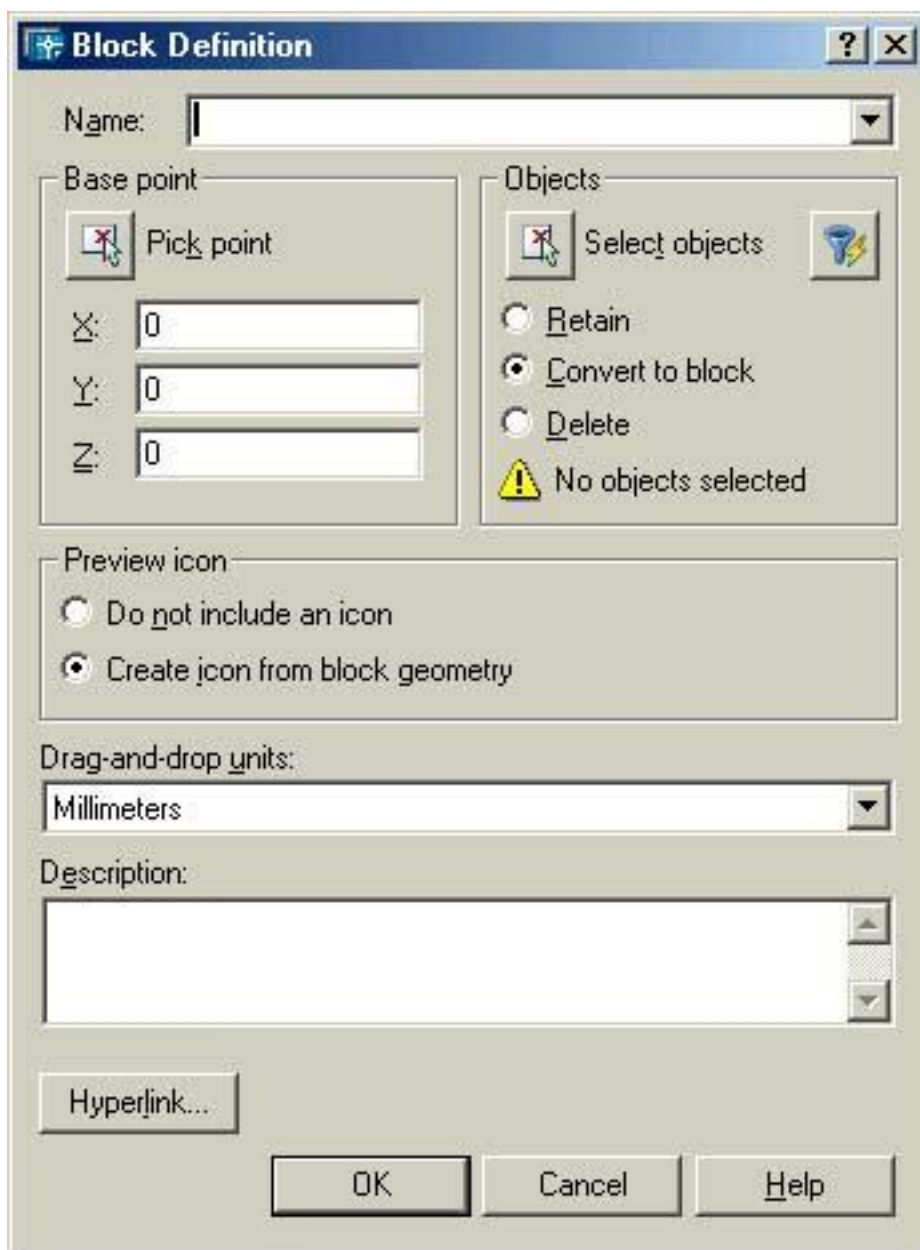 Block Definition
Name:
Base point
Pick point
X: 0
Y: 0
Z: 0
Objects
Select objects
Retain
Convert to block
Delete
No objects selected
Preview icon
Do not include an icon
Create icon from block geometry
Drag-and-drop units:
Millimeters
Description:
Hyperlink...
OK Cancel Help